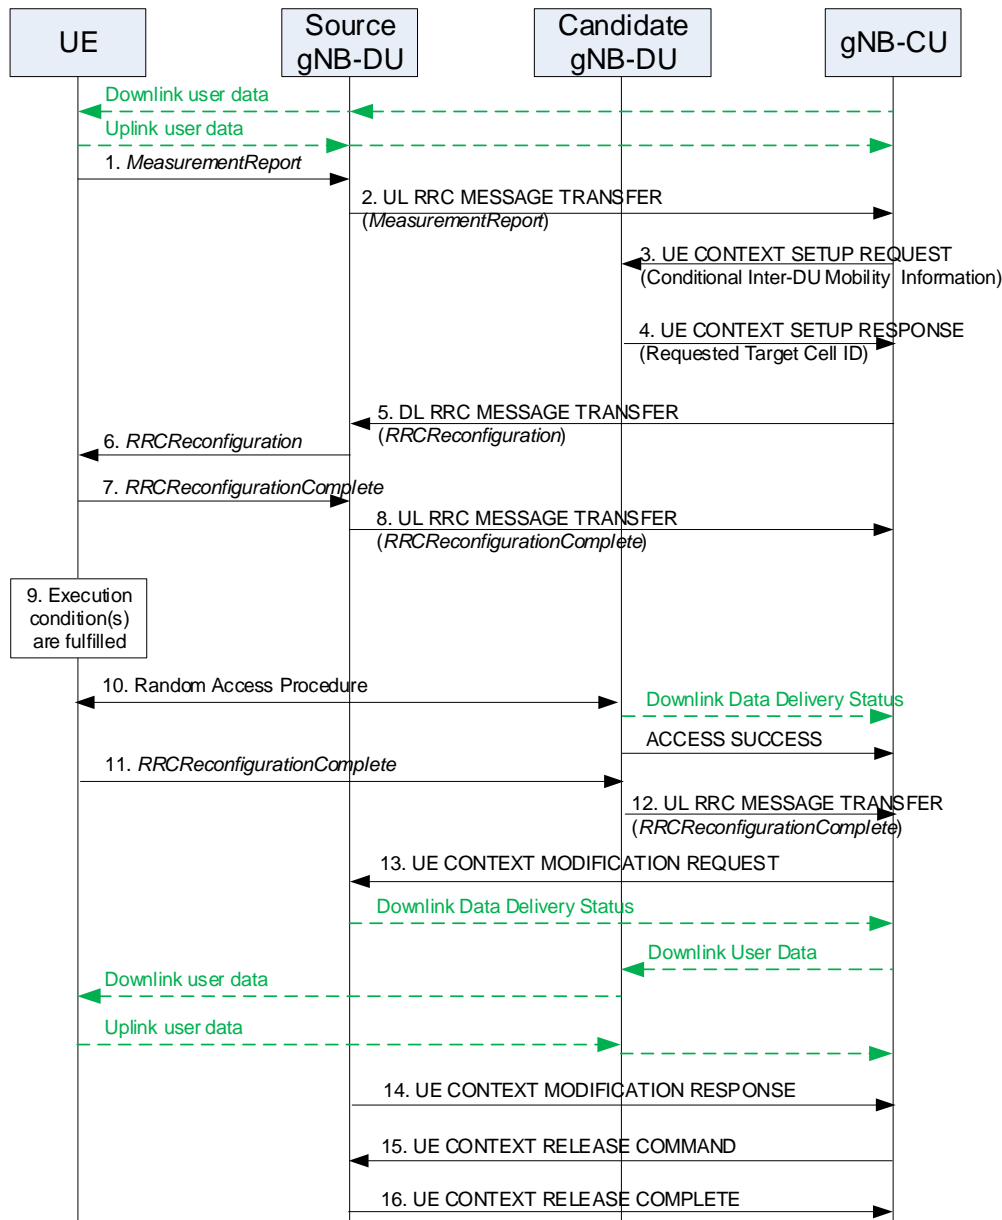 UE
Source
gNB-DU
Candidate
gNB-DU
gNB-CU
Downlink user data
Uplink user data
1. MeasurementReport
2. UL RRC MESSAGE TRANSFER
(MeasurementReport)
3. UE CONTEXT SETUP REQUEST
(Conditional Inter-DU Mobility Information)
4. UE CONTEXT SETUP RESPONSE
(Requested Target Cell ID)
5. DL RRC MESSAGE TRANSFER
(RRCReconfiguration)
6. RRCReconfiguration
7. RRCReconfigurationComplete
8. UL RRC MESSAGE TRANSFER
(RRCReconfigurationComplete)
9. Execution
condition(s)
are fulfilled
10. Random Access Procedure
Downlink Data Delivery Status
ACCESS SUCCESS
11. RRCReconfigurationComplete
12. UL RRC MESSAGE TRANSFER
(RRCReconfigurationComplete)
13. UE CONTEXT MODIFICATION REQUEST
Downlink Data Delivery Status
Downlink User Data
Downlink user data
Uplink user data
14. UE CONTEXT MODIFICATION RESPONSE
15. UE CONTEXT RELEASE COMMAND
16. UE CONTEXT RELEASE COMPLETE